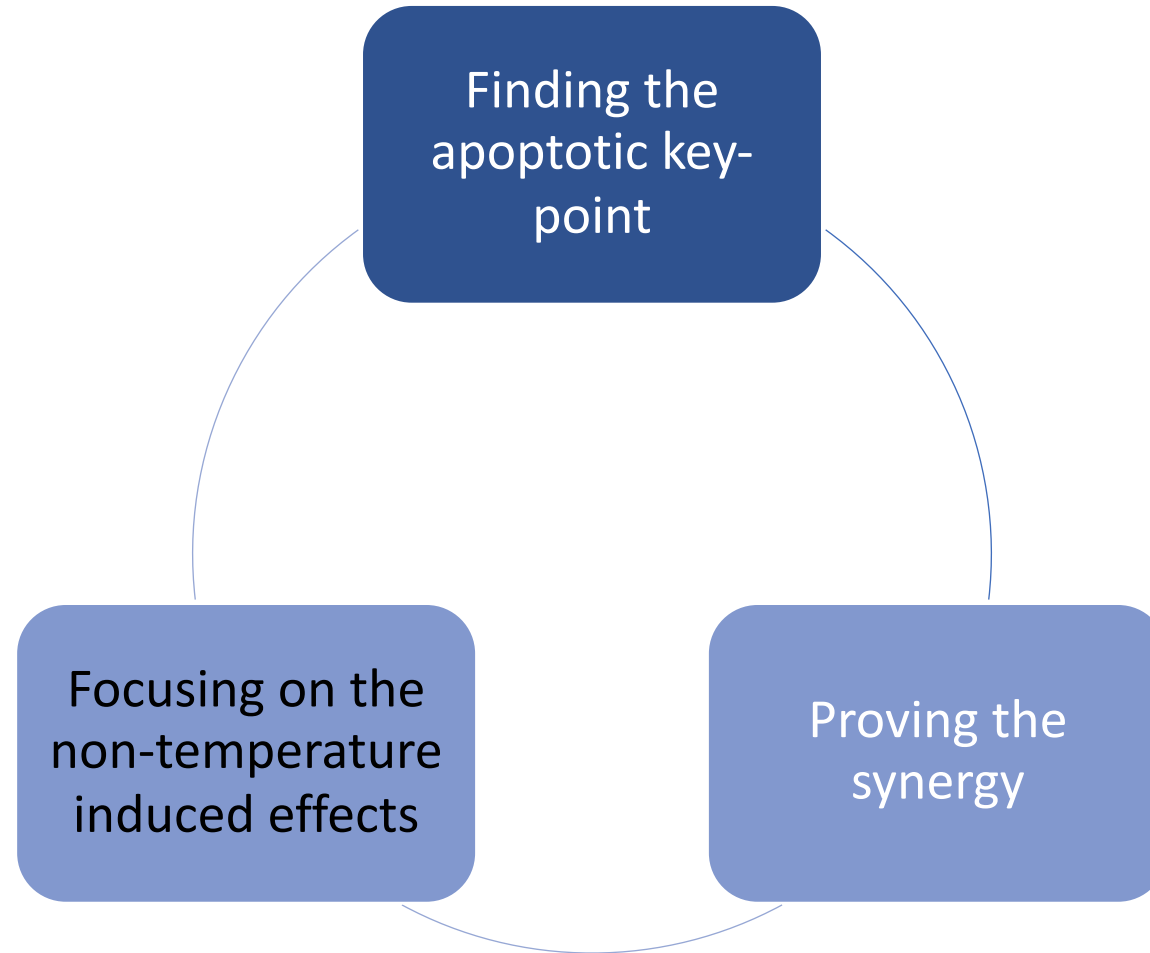 Finding the
apoptotic key-
point
Focusing on the
non-temperature
induced effects
Proving the
synergy